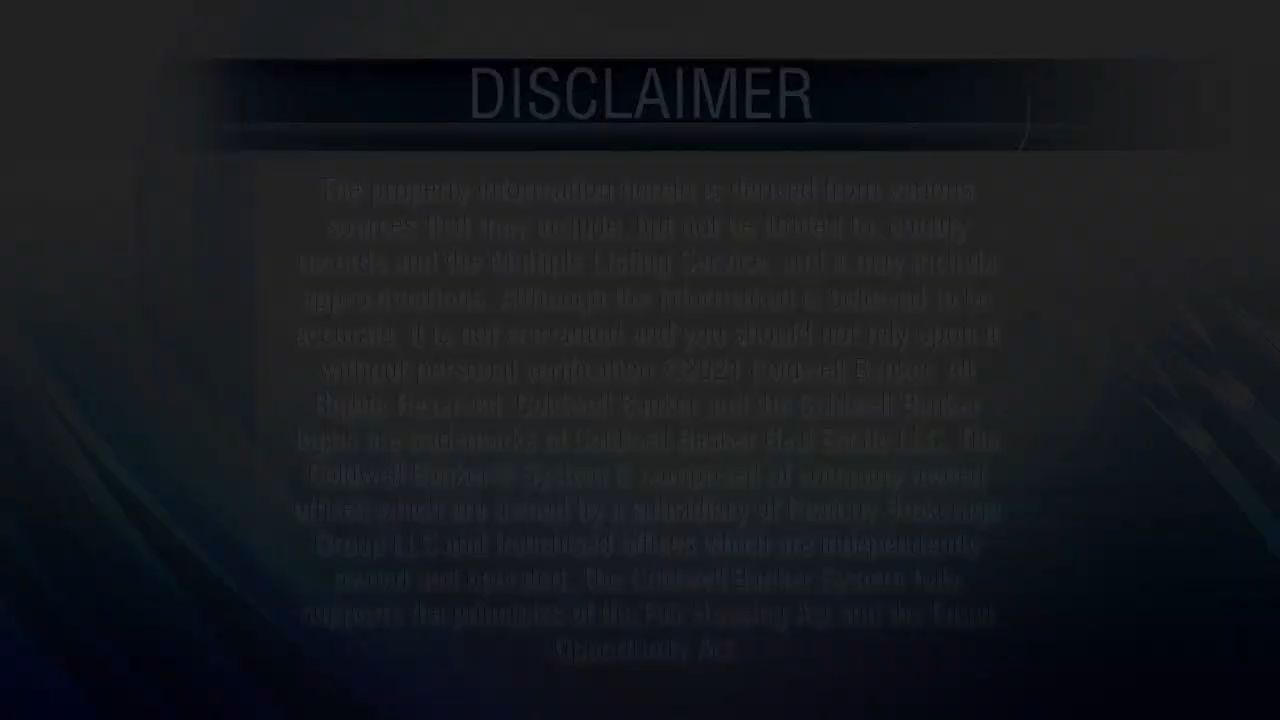 DISCLAIMER
The property information herein is derived from various
sources that may include, but not be limited to, county
records and the Multiple Listing Service, and it may include
approximations. Although the information is believed to be
accurate, it is not warranted and you should not rely upon it
without personal verification. ©2024 Coldwell Banker. All
Rights Reserved. Coldwell Banker and the Coldwell Banker
logos are trademarks of Coldwell Banker Real Estate LLC. The
Coldwell Banker® System is comprised of company owned
offices which are owned by a subsidiary of Realogy Brokerage
Group LLC and franchised offices which are independently
owned and operated. The Coldwell Banker System fully
supports the principles of the Fair Housing Act and the Equal
Opportunity Act.